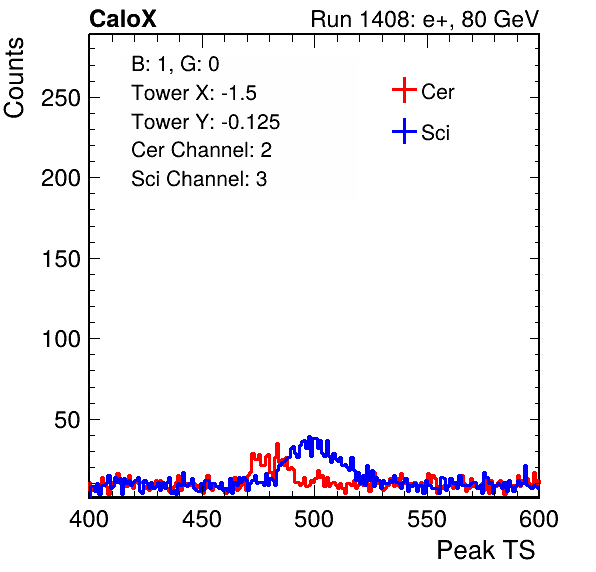 CaloX Run 1408: e+, 80 GeV
Counts
B: 1, G: 0
Tower X: -1.5
Tower Y: -0.125
Cer Channel: 2
Sci Channel: 3
Cer
Sci
250
200
150
100
50
400 450 500 550 600
Peak TS